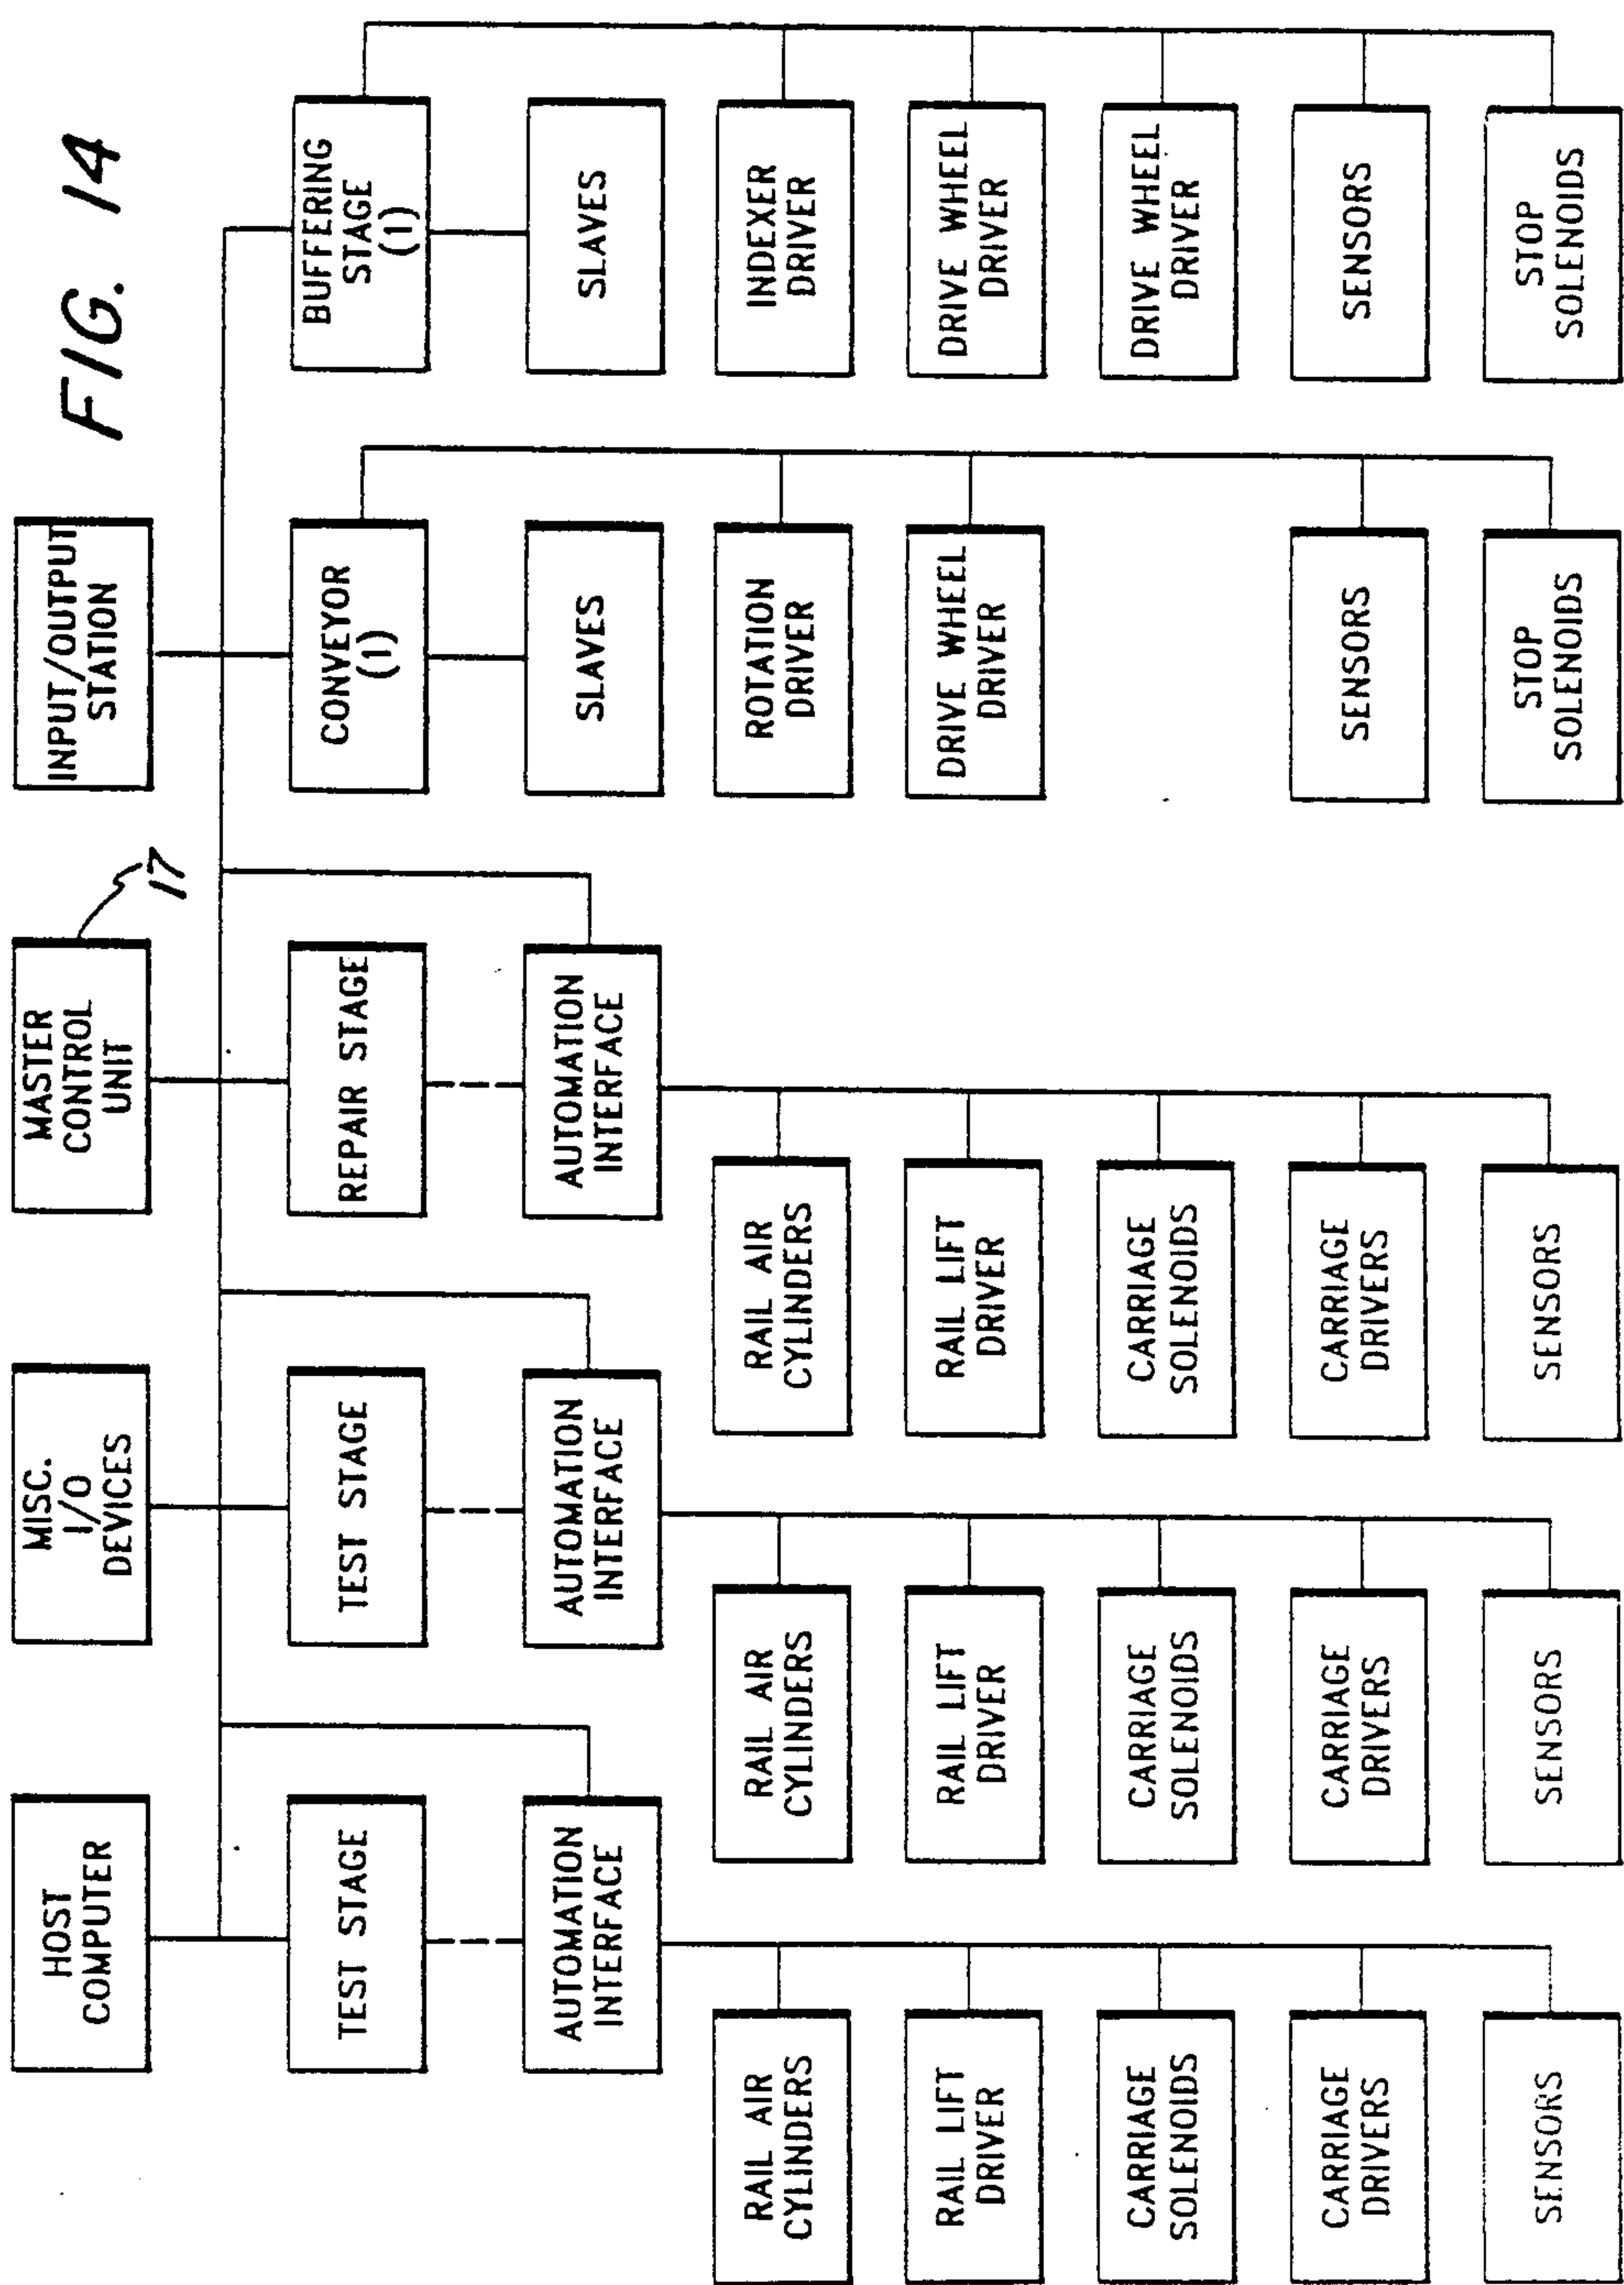 FIG. 14
HOST
COMPUTER
MISC.
I/O
DEVICES
MASTER
CONTROL
UNIT
17
INPUT/OUTPUT
STATION
TEST STAGE
TEST STAGE
REPAIR STAGE
CONVEYOR
(1)
BUFFERING
STAGE
(1)
AUTOMATION
INTERFACE
AUTOMATION
INTERFACE
AUTOMATION
INTERFACE
SLAVES
SLAVES
RAIL AIR
CYLINDERS
RAIL AIR
CYLINDERS
RAIL AIR
CYLINDERS
ROTATION
DRIVER
INDEXER
DRIVER
RAIL LIFT
DRIVER
RAIL LIFT
DRIVER
RAIL LIFT
DRIVER
DRIVE WHEEL
DRIVER
DRIVE WHEEL
DRIVER
CARRIAGE
SOLENOIDS
CARRIAGE
SOLENOIDS
CARRIAGE
SOLENOIDS
DRIVE WHEEL
DRIVER
CARRIAGE
DRIVERS
CARRIAGE
DRIVERS
CARRIAGE
DRIVERS
SENSORS
SENSORS
SENSORS
SENSORS
SENSORS
STOP
SOLENOIDS
STOP
SOLENOIDS